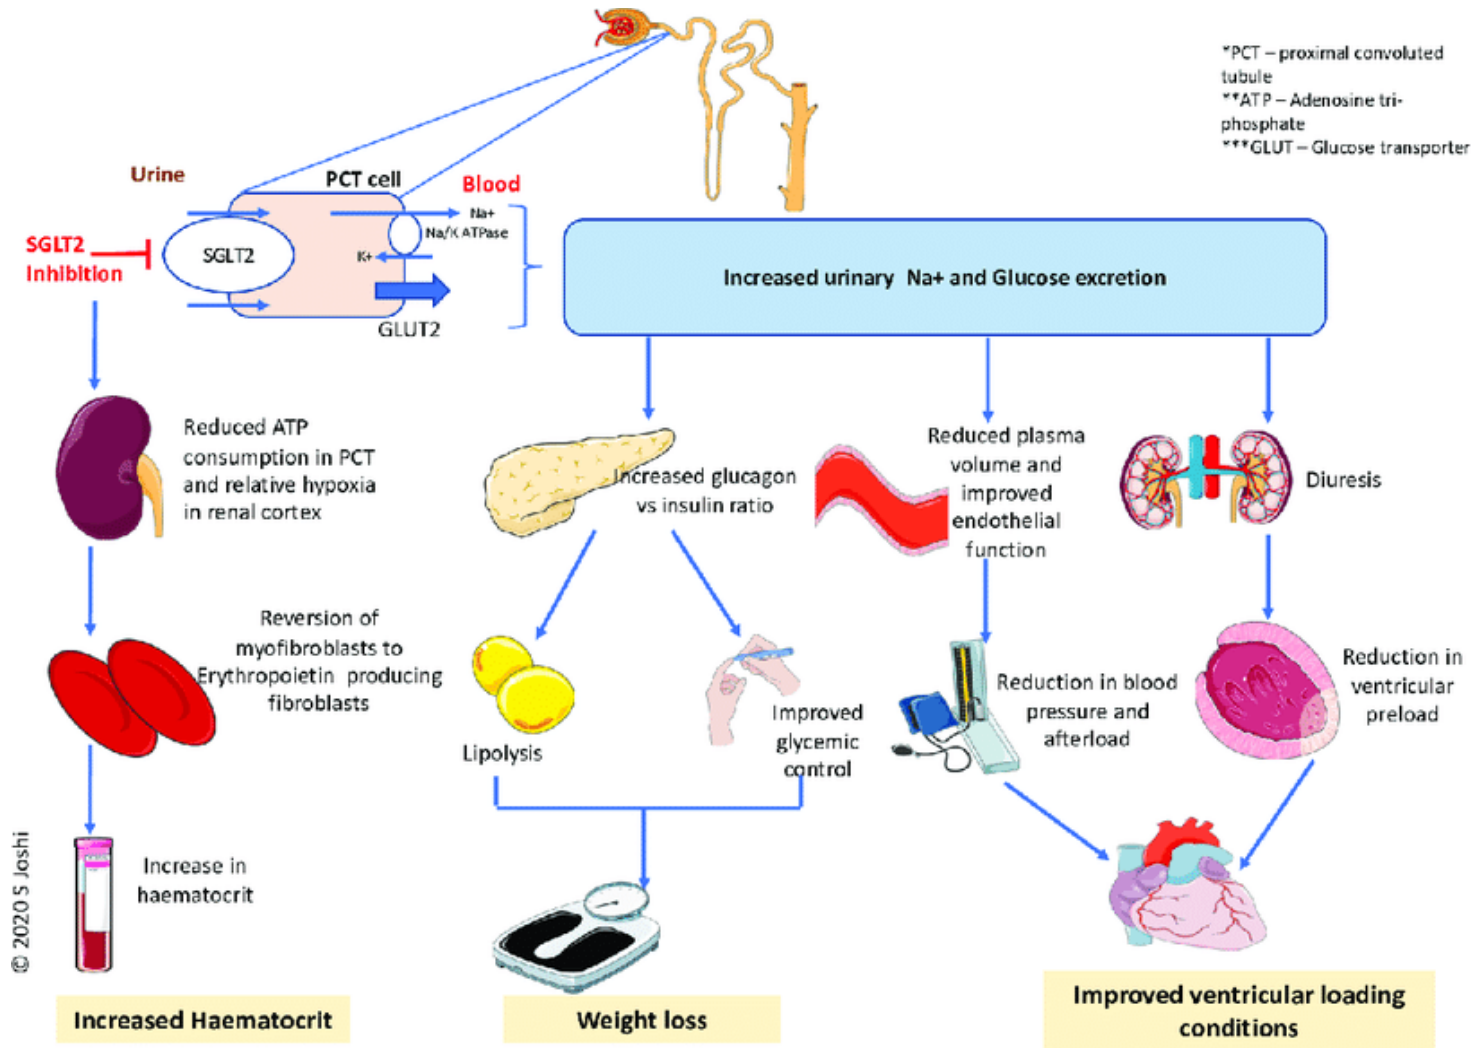 *PCT – proximal convoluted
tubule
**ATP – Adenosine tri-
phosphate
***GLUT – Glucose transporter
Urine
PCT cell
Blood
Na+
Na/K ATPase
SGLT2
Inhibition
SGLT2
K+
GLUT2
Increased urinary Na+ and Glucose excretion
Reduced ATP
consumption in PCT
and relative hypoxia
in renal cortex
Increased glucagon
vs insulin ratio
Reduced plasma
volume and
improved
endothelial
function
Diuresis
Reversion of
myofibroblasts to
Erythropoietin producing
fibroblasts
Lipolysis
Improved
glycemic
control
Reduction in blood
pressure and
afterload
Reduction in
ventricular
preload
Increase in
haematocrit
© 2020 S Joshi
Increased Haematocrit
Weight loss
Improved ventricular loading
conditions